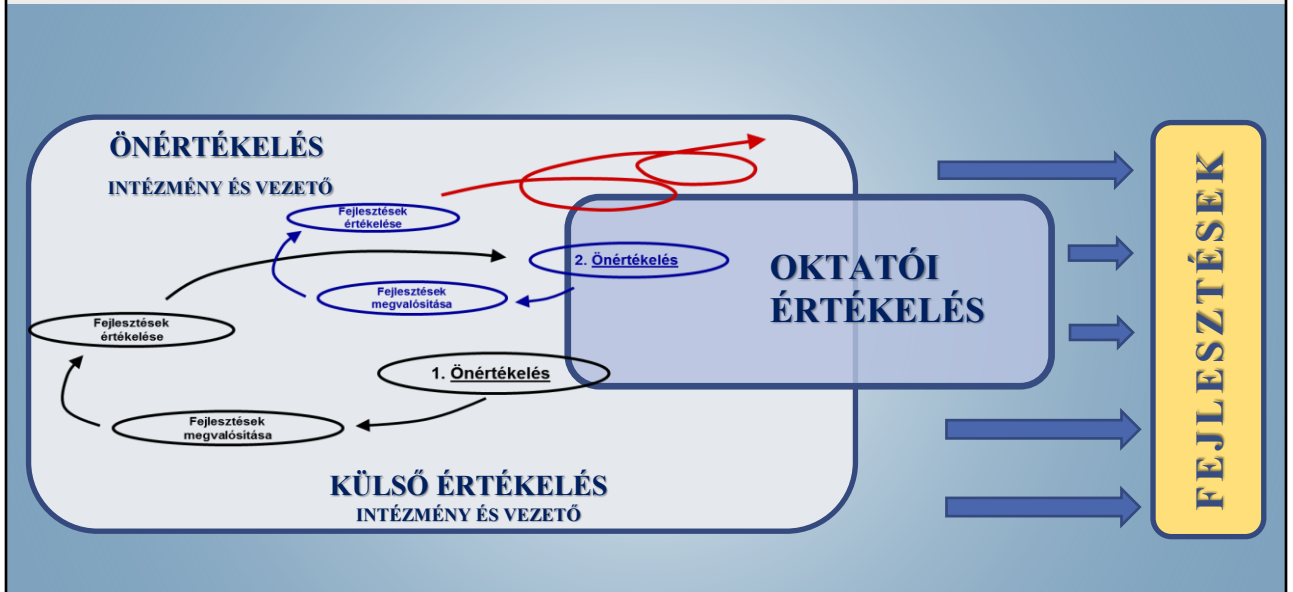 ÖNÉRTÉKELÉS
INTÉZMÉNY ÉS VEZETŐ
Fejlesztések
értékelése
2. Önértékelés
Fejlesztések
megvalósítása
Fejlesztések
értékelése
1. Önértékelés
Fejlesztések
megvalósítása
OKTATÓI
ÉRTÉKELÉS
KÜLSŐ ÉRTÉKELÉS
INTÉZMÉNY ÉS VEZETŐ
FEJLESZTÉSEK